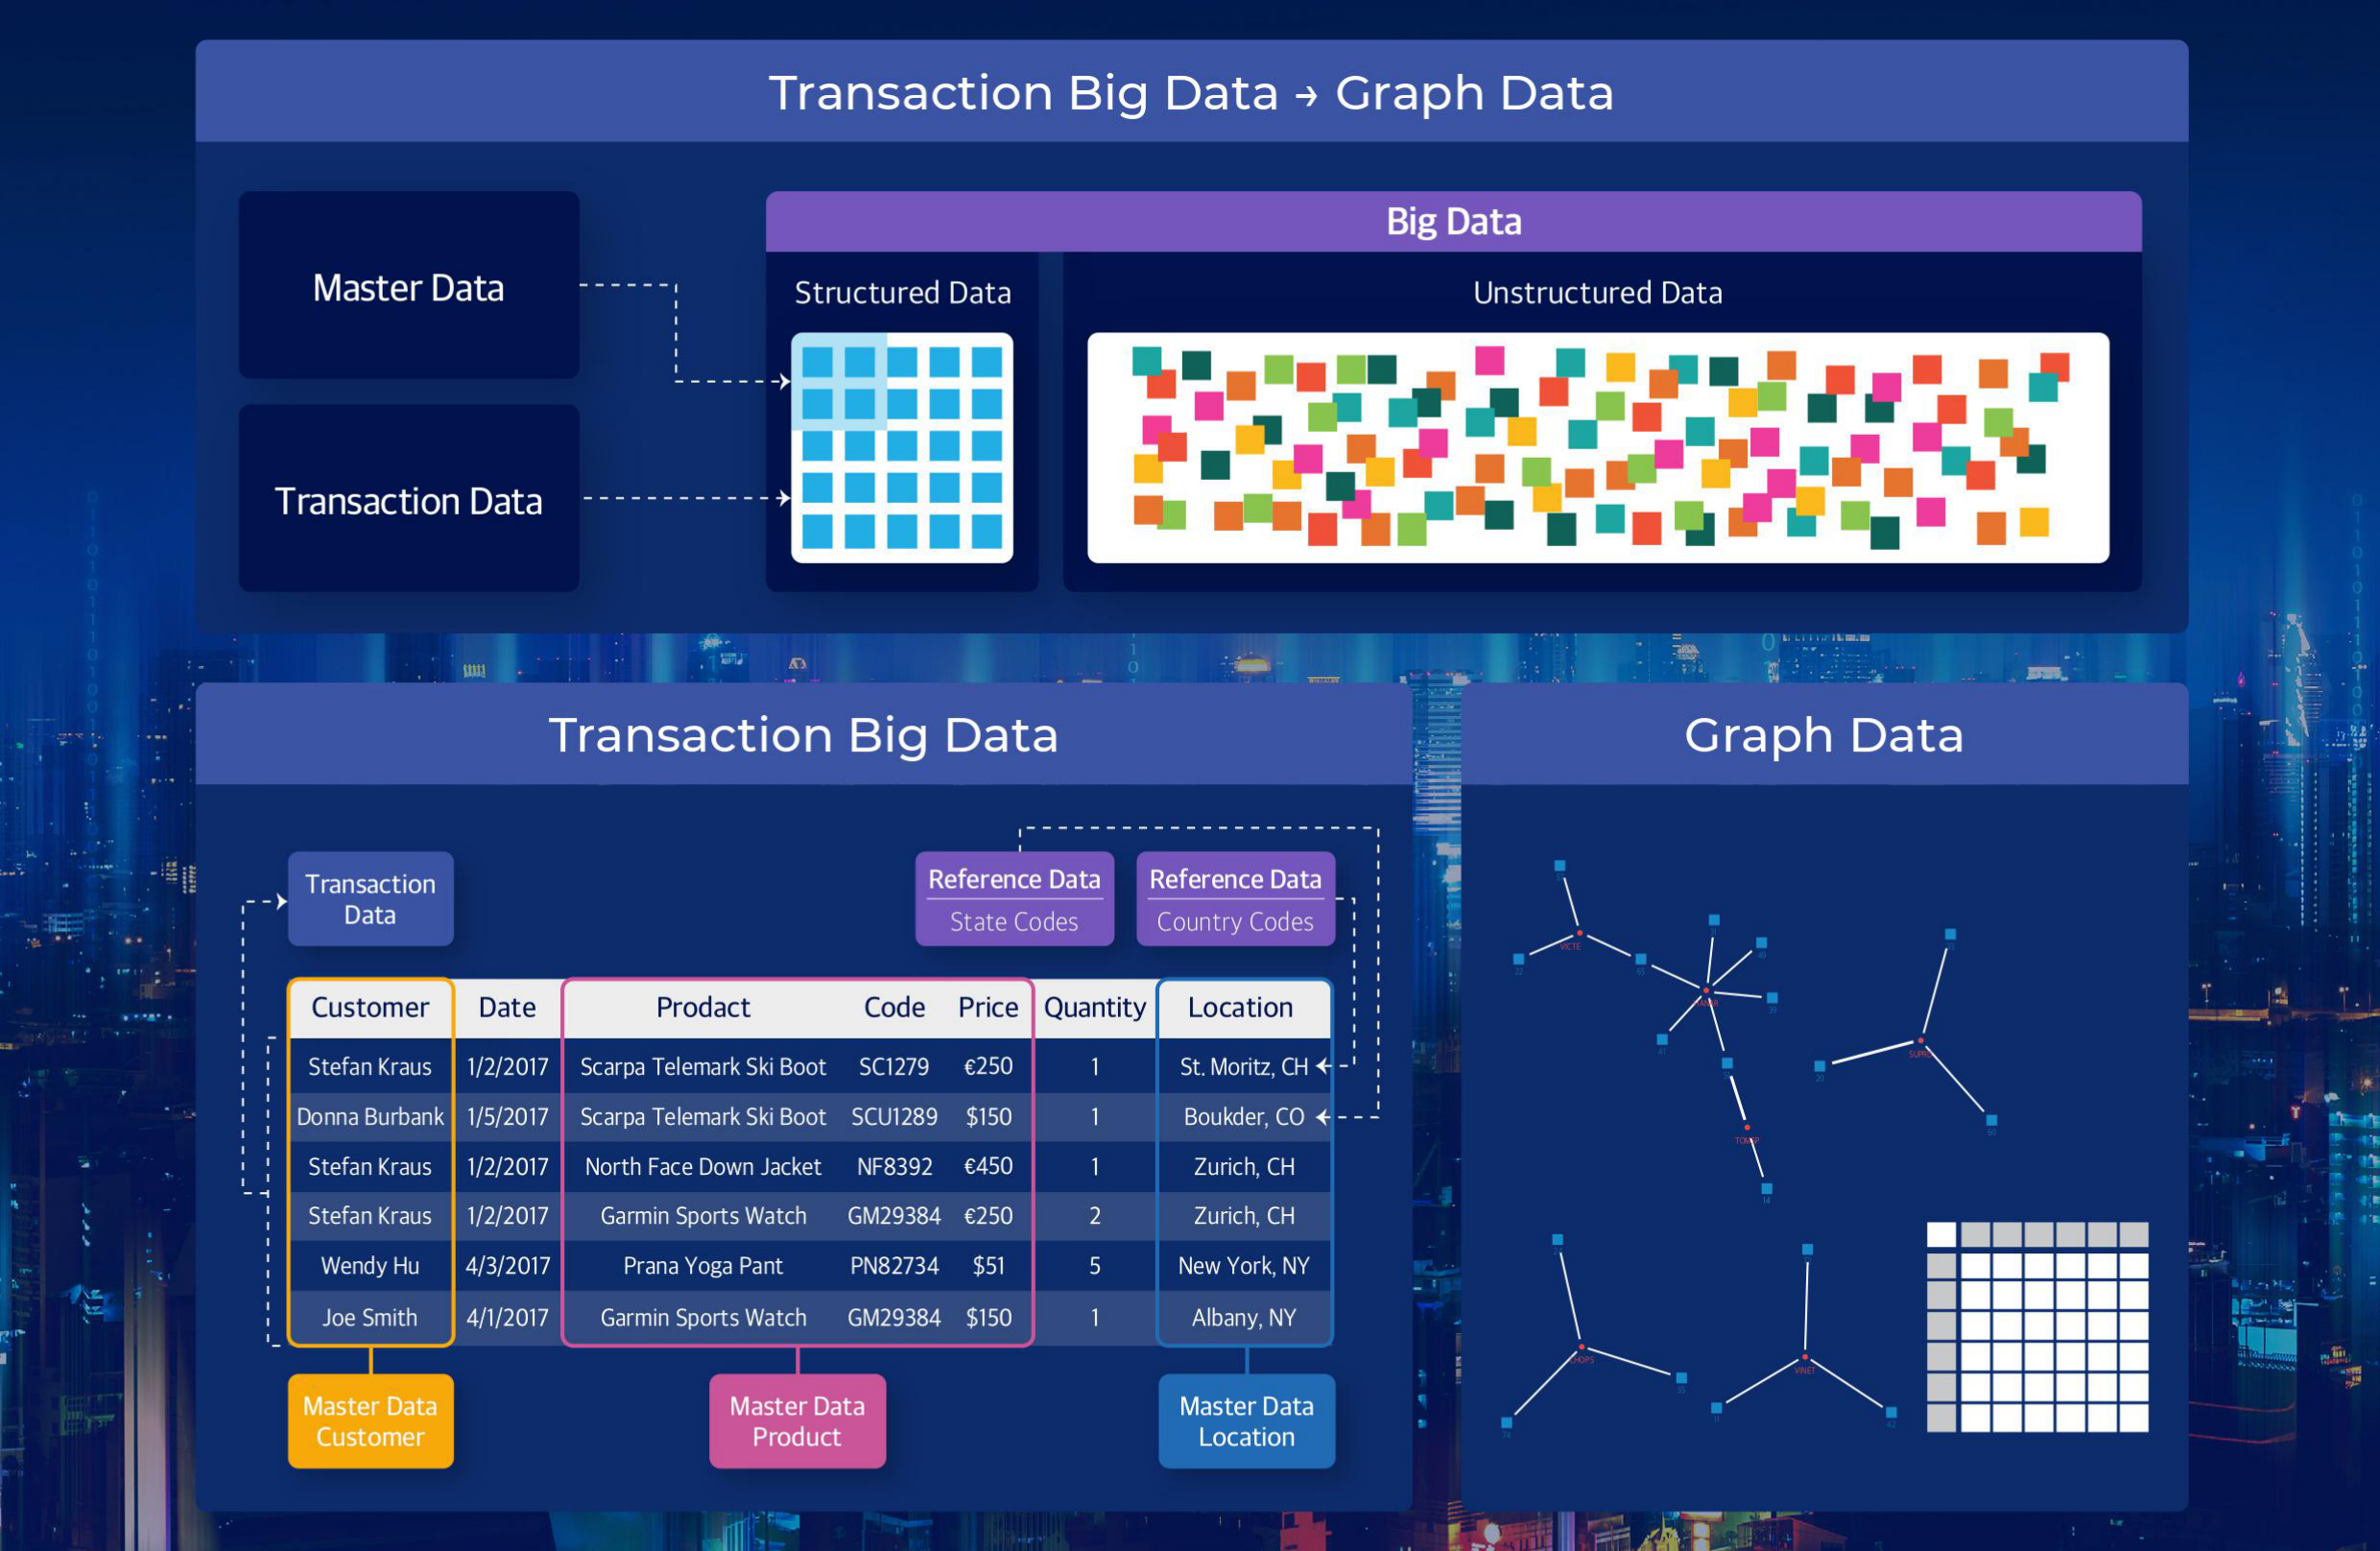 Transaction Big Data → Graph Data
Master Data
Transaction Data
Big Data
Structured Data
Unstructured Data
Transaction Big Data
Transaction
Data
Reference Data
State Codes
Reference Data
Country Codes
Customer Date Prodact Code Price Quantity Location
Stefan Kraus 1/2/2017 Scarpa Telemark Ski Boot SC1279 €250 1 St. Moritz, CH
Donna Burbank 1/5/2017 Scarpa Telemark Ski Boot SCU1289 $150 1 Boukder, CO
Stefan Kraus 1/2/2017 North Face Down Jacket NF8392 €450 1 Zurich, CH
Stefan Kraus 1/2/2017 Garmin Sports Watch GM29384 €250 2 Zurich, CH
Wendy Hu 4/3/2017 Prana Yoga Pant PN82734 $51 5 New York, NY
Joe Smith 4/1/2017 Garmin Sports Watch GM29384 $150 1 Albany, NY
Master Data
Customer
Master Data
Product
Master Data
Location
Graph Data
VICTE
VINET